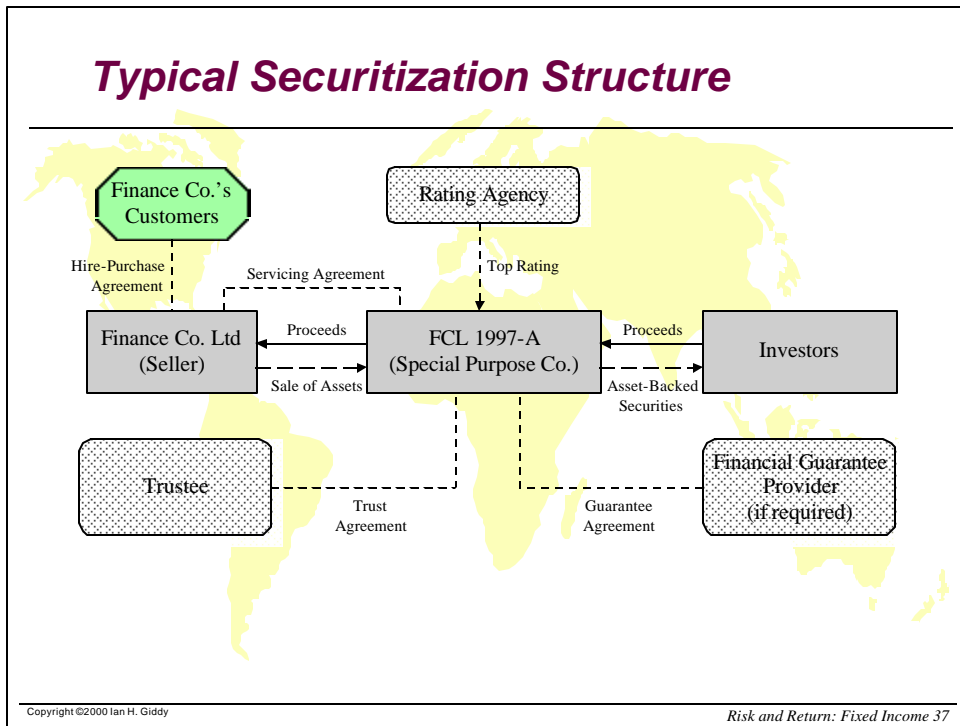 Typical Securitization Structure
Finance Co.'s
Customers
Rating Agency
Hire-Purchase
Agreement
Servicing Agreement
Top Rating
Finance Co. Ltd
(Seller)
Proceeds
Sale of Assets
FCL 1997-A
(Special Purpose Co.)
Proceeds
Asset-Backed
Securities
Investors
Trustee
Trust
Agreement
Guarantee
Agreement
Financial Guarantee
Provider
(if required)
Copyright ©2000 Ian H. Giddy
Risk and Return: Fixed Income 37